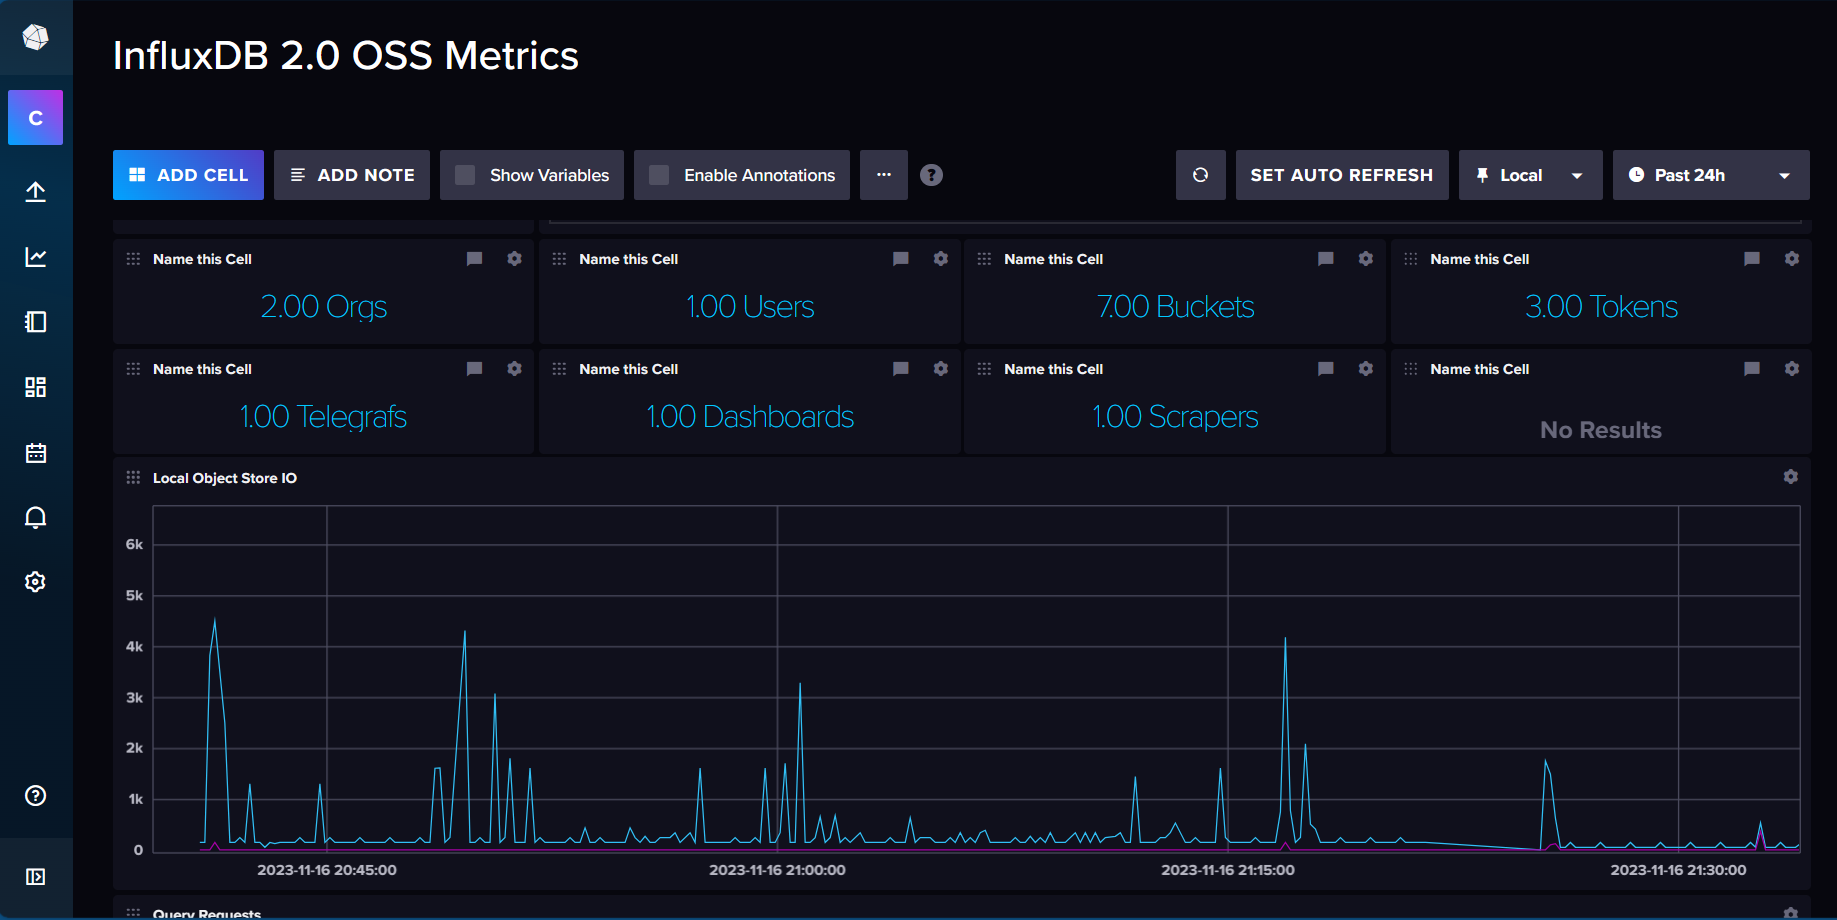 InfluxDB 2.0 OSS Metrics
C
ADD CELL
ADD NOTE
Show Variables
Enable Annotations
...
?
SET AUTO REFRESH
Local
Past 24h
Name this Cell
2.00 Orgs
Name this Cell
1.00 Users
Name this Cell
7.00 Buckets
Name this Cell
3.00 Tokens
Name this Cell
1.00 Telegrafs
Name this Cell
1.00 Dashboards
Name this Cell
1.00 Scrapers
Name this Cell
No Results
Local Object Store IO
6k
5k
4k
3k
2k
1k
0
2023-11-16 20:45:00
2023-11-16 21:00:00
2023-11-16 21:15:00
2023-11-16 21:30:00
?
Query Requests